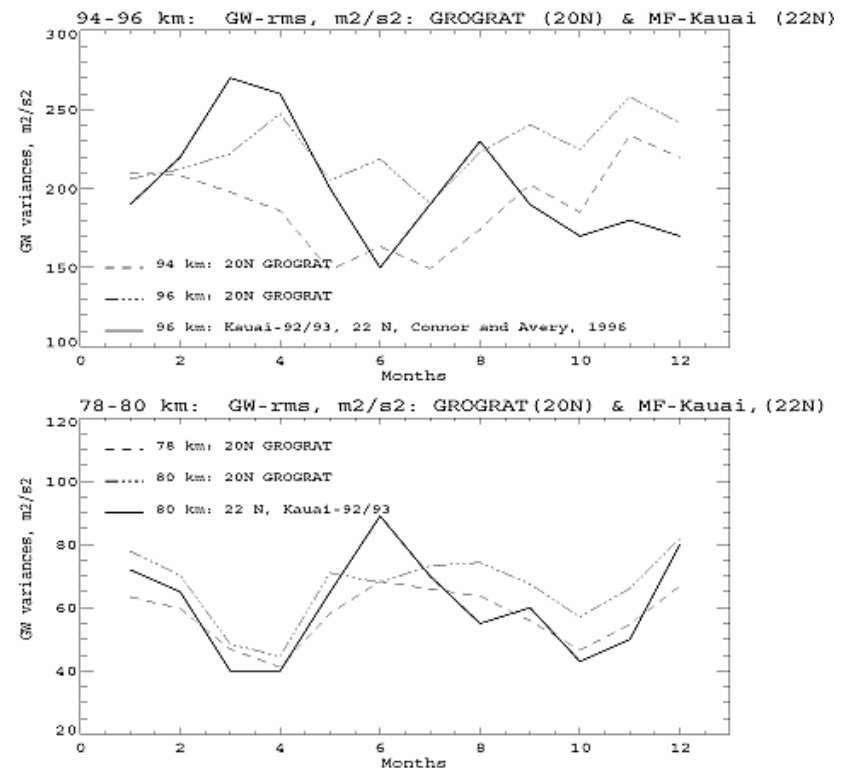 94-96 km: GW-rms, m2/s2: GROGRAT (20N) & MF-Kauai (22N)
300
250
200
150
100
GW variances, m2/s2
94 km: 20N GROGRAT
96 km: 20N GROGRAT
96 km: Kauai-92/93, 22 N, Connor and Avery, 1996
0 2 4 6 8 10 12
Months
78-80 km: GW-rms, m2/s2: GROGRAT(20N) & MF-Kauai,(22N)
120
100
80
60
40
20
GW variances, m2/s2
78 km: 20N GROGRAT
80 km: 20N GROGRAT
80 km: 22 N, Kauai-92/93
0 2 4 6 8 10 12
Months